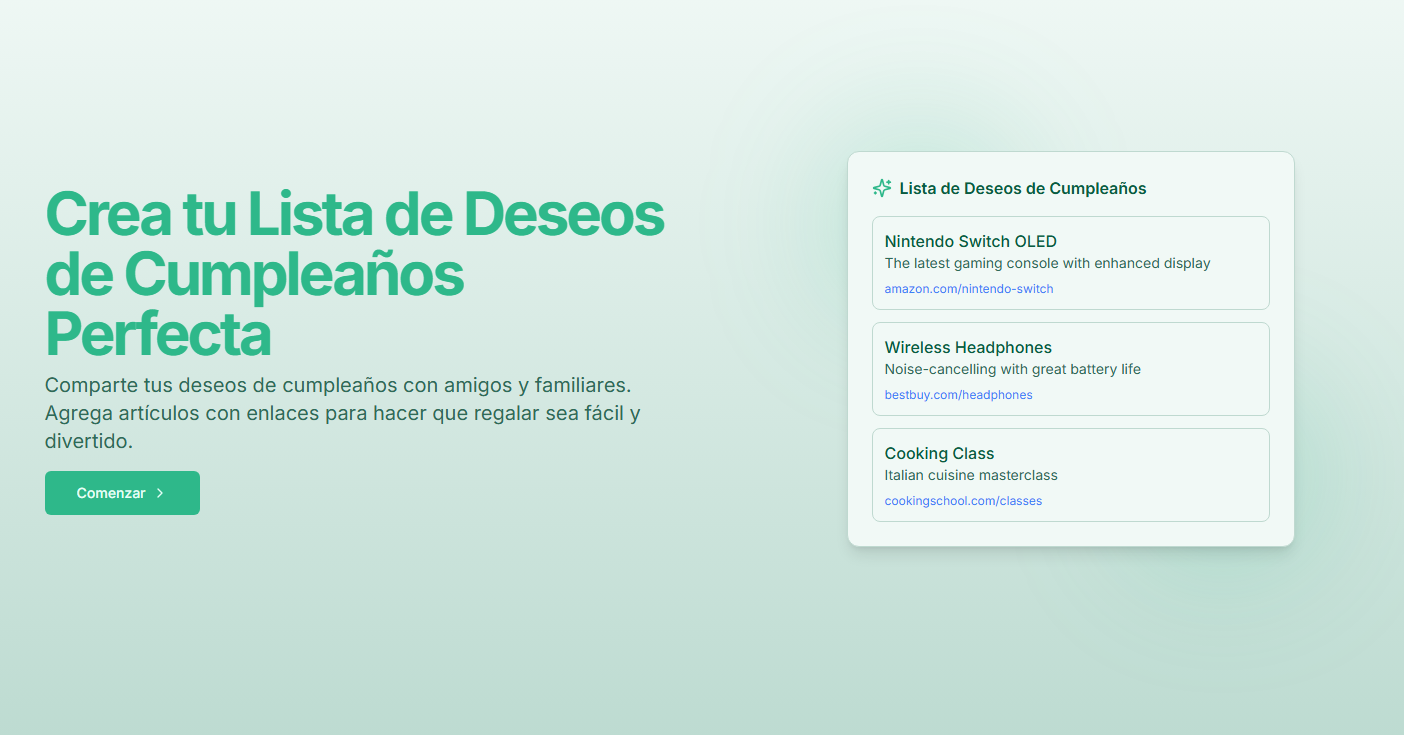 Crea tu Lista de Deseos
de Cumpleaños
Perfecta
Comparte tus deseos de cumpleaños con amigos y familiares.
Agrega artículos con enlaces para hacer que regalar sea fácil y
divertido.
Comenzar
Lista de Deseos de Cumpleaños
Nintendo Switch OLED
The latest gaming console with enhanced display
amazon.com/nintendo-switch
Wireless Headphones
Noise-cancelling with great battery life
bestbuy.com/headphones
Cooking Class
Italian cuisine masterclass
cookingschool.com/classes